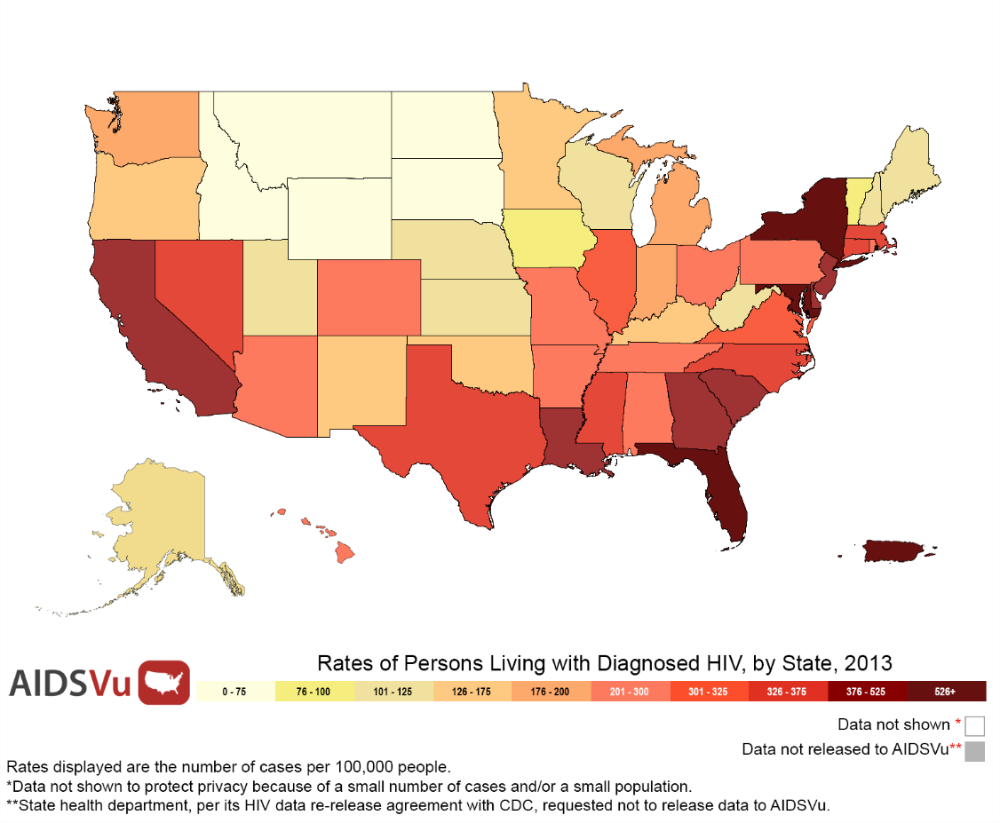 Rates of Persons Living with Diagnosed HIV, by State, 2013
AIDSVu
0 - 75 76 - 100 101 - 125 126 - 175 176 - 200 201 - 300 301 - 325 326 - 375 376 - 525 526+
Data not shown *
Data not released to AIDSVu**
Rates displayed are the number of cases per 100,000 people.
*Data not shown to protect privacy because of a small number of cases and/or a small population.
**State health department, per its HIV data re-release agreement with CDC, requested not to release data to AIDSVu.